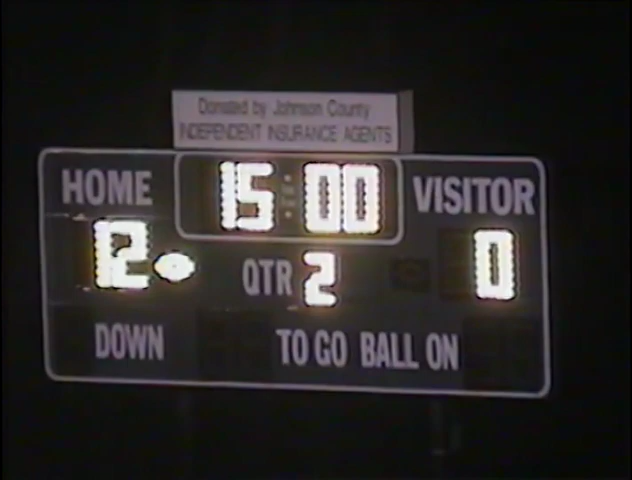 Donated by Johnson County
INDEPENDENT INSURANCE AGENTS
HOME 15:00 VISITOR
12 QTR 2 0
DOWN TO GO BALL ON